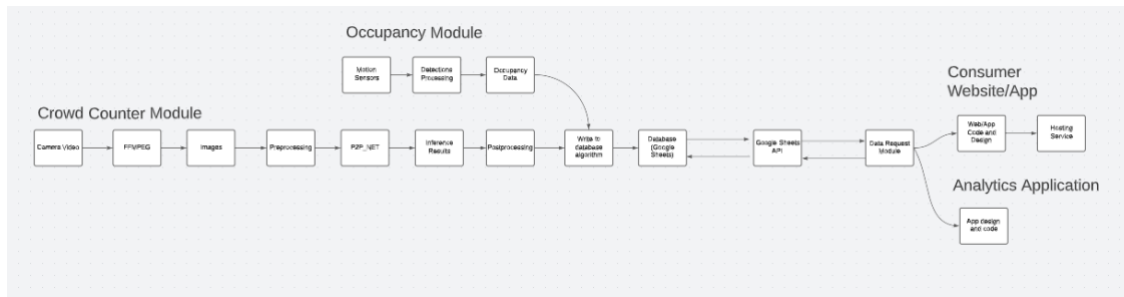 Occupancy Module
Motion
Sensors
Detections
Processing
Occupancy
Data
Consumer
Website/App
Crowd Counter Module
Camera Video
FFMPEG
Images
Preprocessing
P2P_NET
Inference
Results
Postprocessing
Write to
database
algorithm
Database
(Google
Sheets)
Google Sheets
API
Data Request
Module
Web/App
Code and
Design
Hosting
Service
Analytics Application
App design
and code